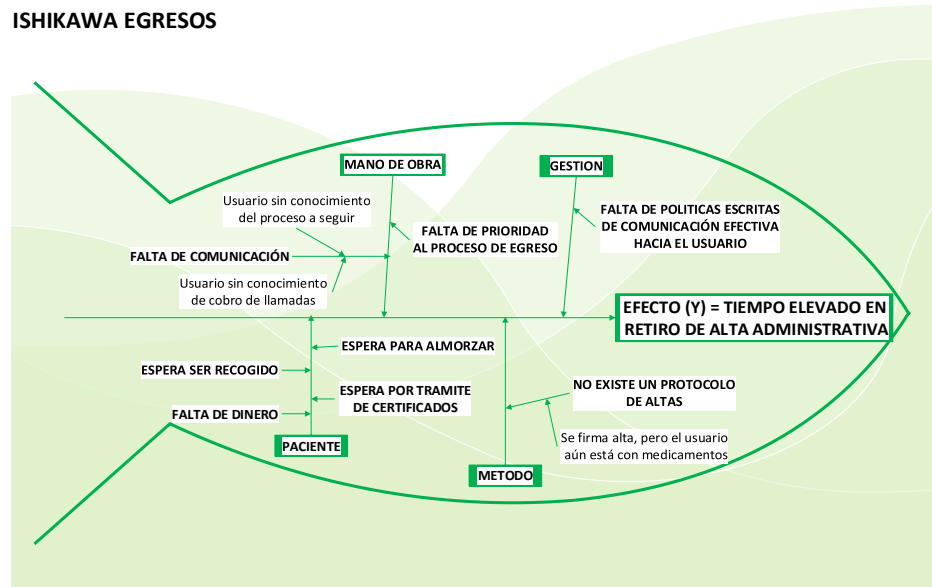 ISHIKAWA EGRESOS
MANO DE OBRA
GESTION
Usuario sin conocimiento
del proceso a seguir
FALTA DE PRIORIDAD
AL PROCESO DE EGRESO
FALTA DE POLITICAS ESCRITAS
DE COMUNICACIÓN EFECTIVA
HACIA EL USUARIO
FALTA DE COMUNICACIÓN
Usuario sin conocimiento
de cobro de llamadas
EFECTO (Y) = TIEMPO ELEVADO EN
RETIRO DE ALTA ADMINISTRATIVA
ESPERA PARA ALMORZAR
ESPERA SER RECOGIDO
ESPERA POR TRAMITE
DE CERTIFICADOS
FALTA DE DINERO
NO EXISTE UN PROTOCOLO
DE ALTAS
Se firma alta, pero el usuario
aún está con medicamentos
PACIENTE
METODO